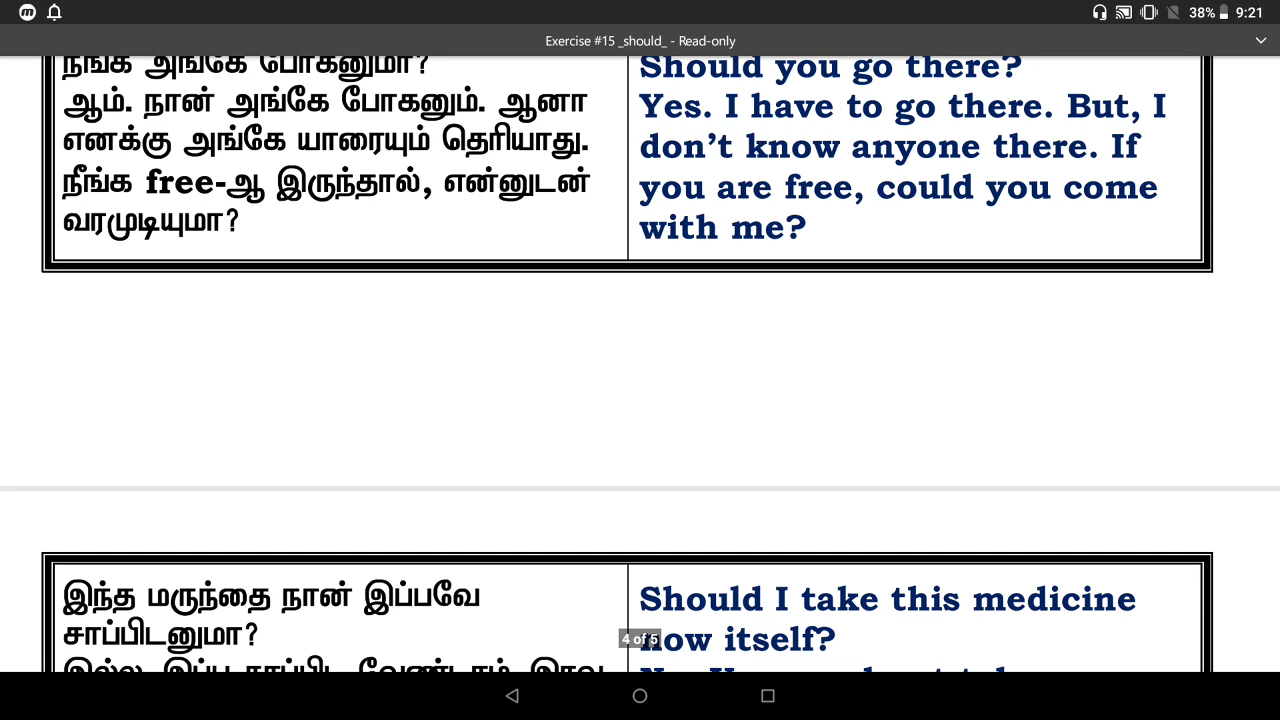 38% 9:21
Exercise #15 _should_ - Read-only
நீங்க அங்கே போகனுமா?
ஆம். நான் அங்கே போகனும். ஆனா
எனக்கு அங்கே யாரையும் தெரியாது.
நீங்க free-ஆ இருந்தால், என்னுடன்
வரமுடியுமா?
Should you go there?
Yes. I have to go there. But, I
don’t know anyone there. If
you are free, could you come
with me?
இந்த மருந்தை நான் இப்பவே
சாப்பிடனுமா?
Should I take this medicine
now itself?
4 of 5